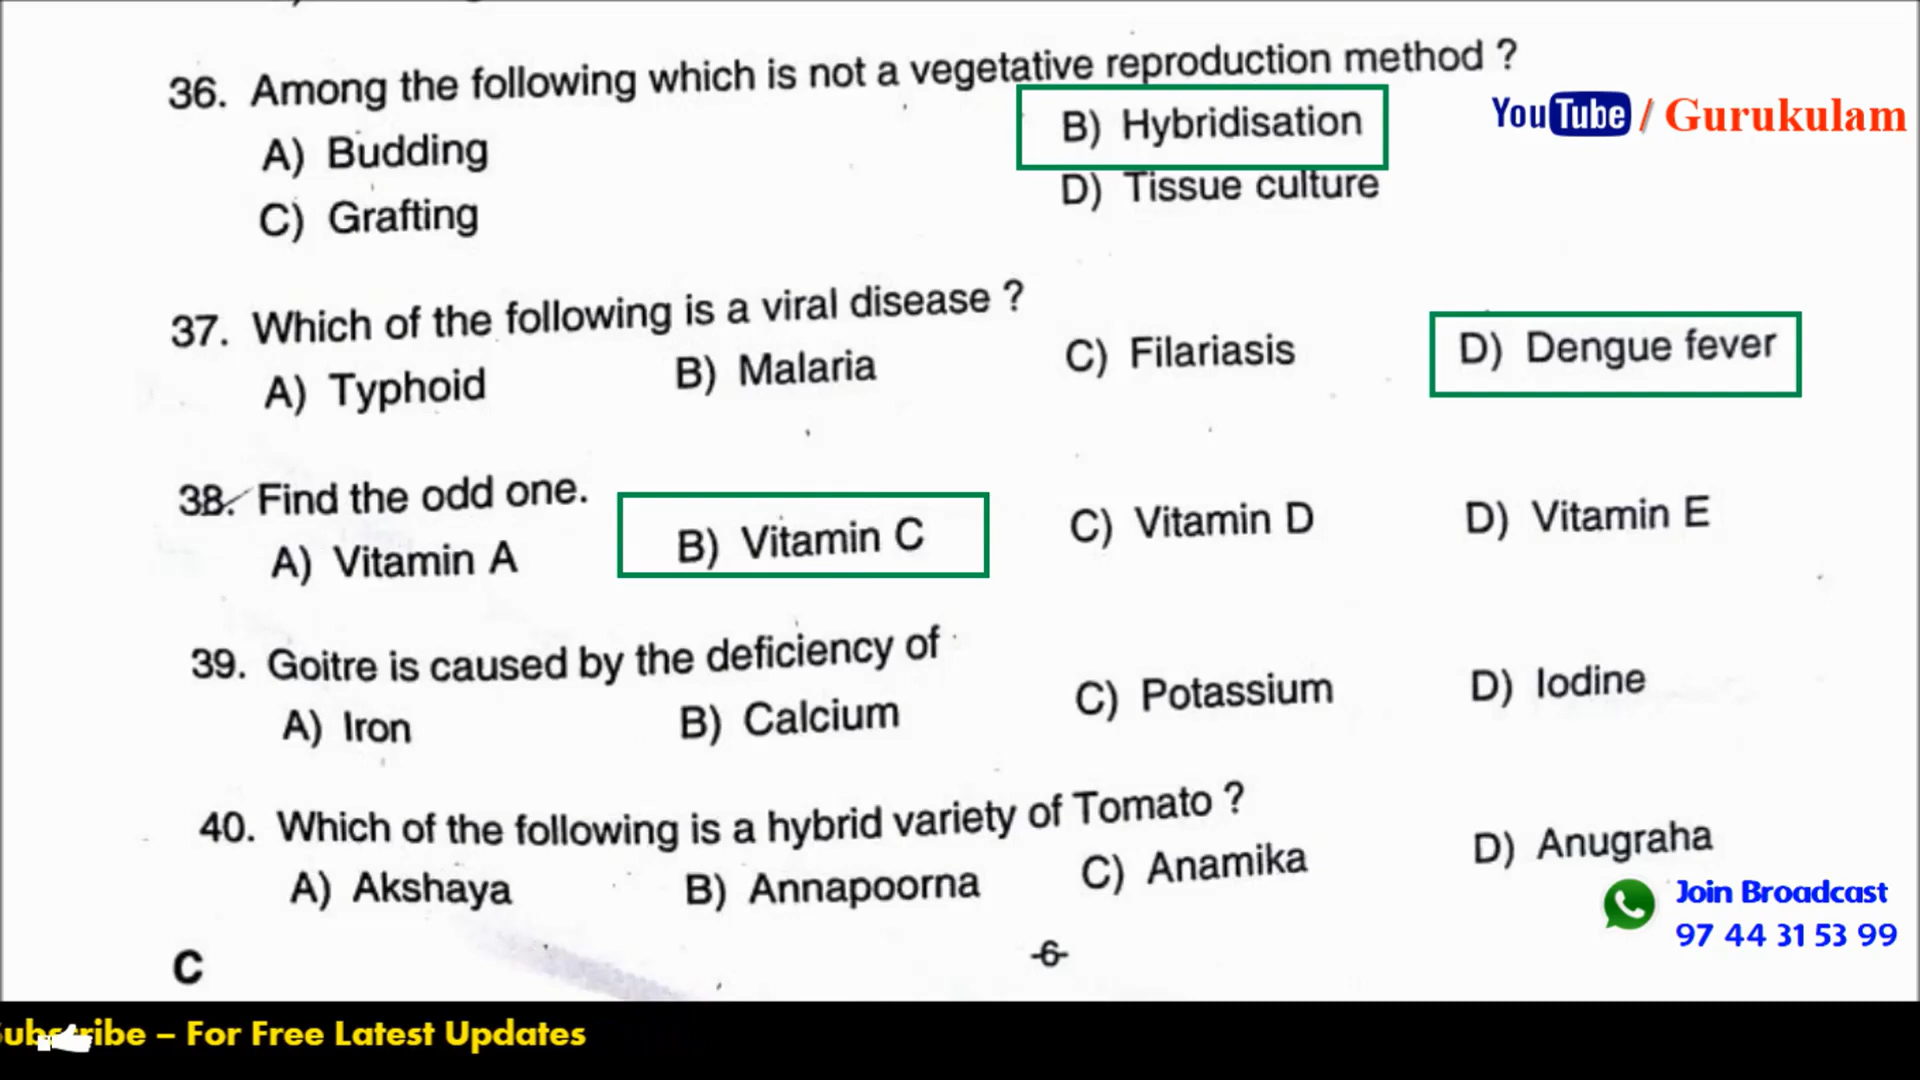 36. Among the following which is not a vegetative reproduction method ?
A) Budding
B) Hybridisation
C) Grafting
D) Tissue culture
YouTube / Gurukulam
37. Which of the following is a viral disease ?
A) Typhoid B) Malaria C) Filariasis D) Dengue fever
38. Find the odd one.
A) Vitamin A B) Vitamin C C) Vitamin D D) Vitamin E
39. Goitre is caused by the deficiency of
A) Iron B) Calcium C) Potassium D) Iodine
40. Which of the following is a hybrid variety of Tomato ?
A) Akshaya B) Annapoorna C) Anamika D) Anugraha
Join Broadcast
97 44 31 53 99
C
-6-
– For Free Latest Updates